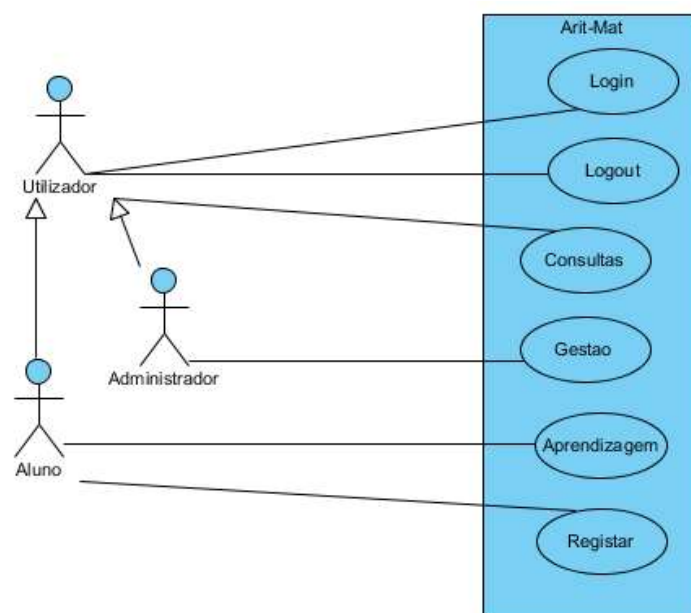 Arit-Mat
Login
Utilizador
Logout
Consultas
Administrador
Gestao
Aluno
Aprendizagem
Registar